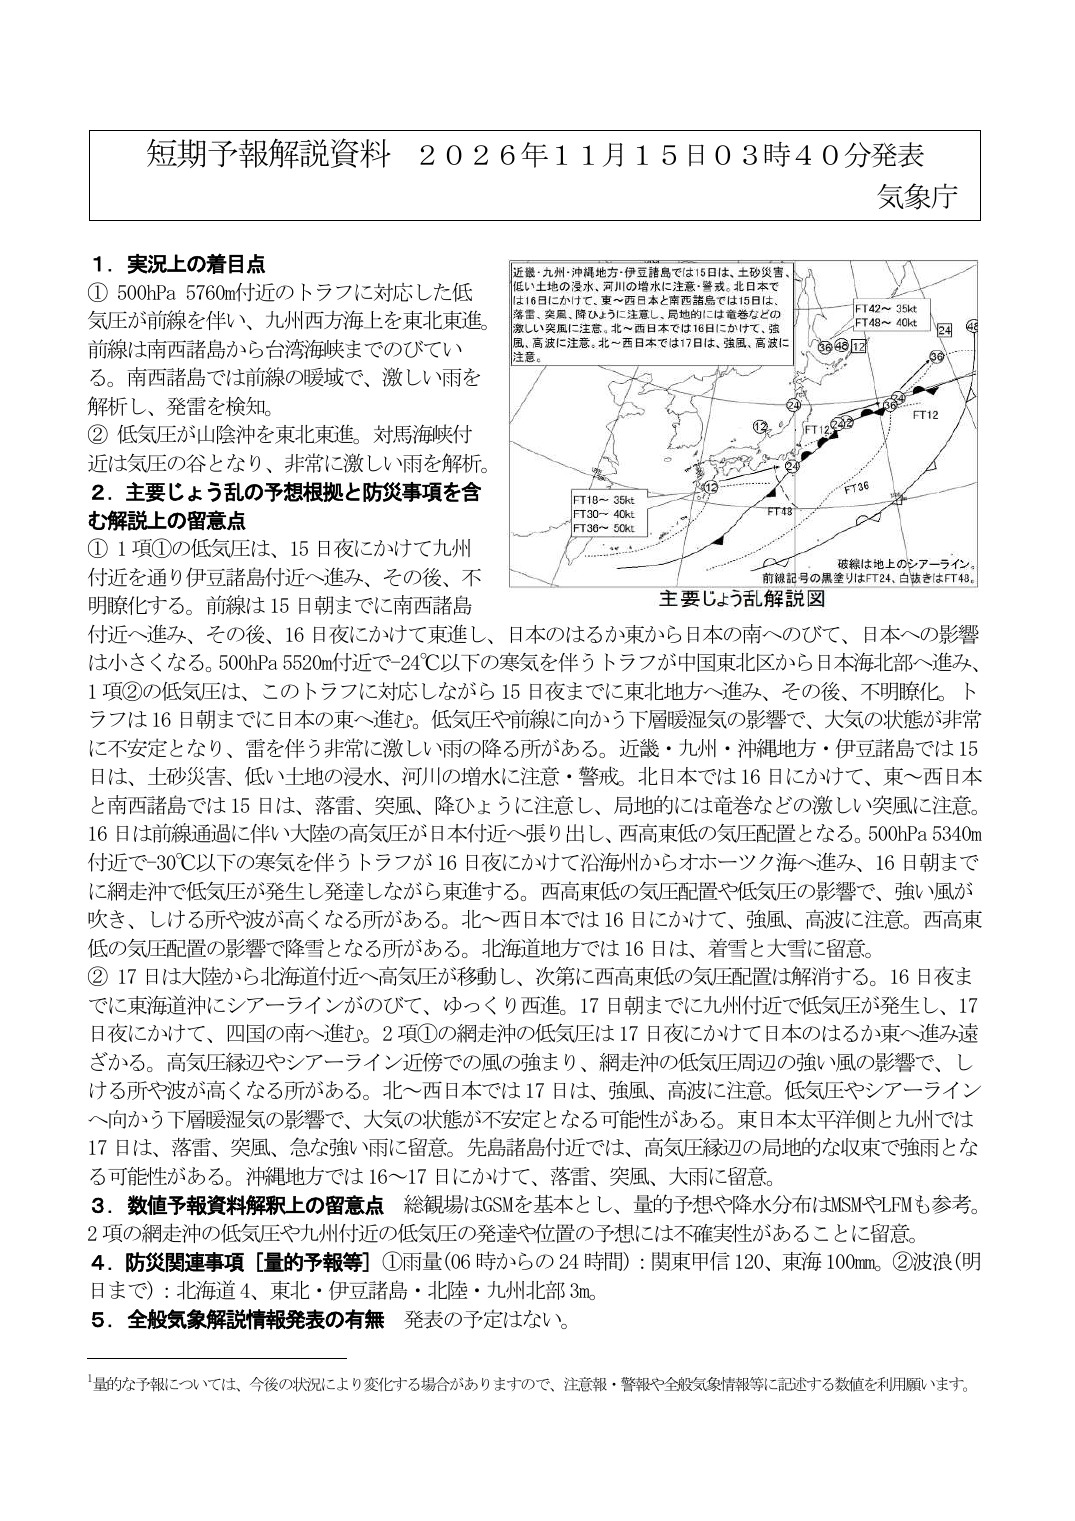 短期予報解説資料　２０２６年１１月１５日０３時４０分発表
気象庁
１．実況上の着目点
① 500hPa 5760m付近のトラフに対応した低
気圧が前線を伴い、九州西方海上を東北東進。
前線は南西諸島から台湾海峡までのびてい
る。南西諸島では前線の暖域で、激しい雨を
解析し、発雷を検知。
② 低気圧が山陰沖を東北東進。対馬海峡付
近は気圧の谷となり、非常に激しい雨を解析。
２．主要じょう乱の予想根拠と防災事項を含
む解説上の留意点
① 1 項①の低気圧は、15 日夜にかけて九州
付近を通り伊豆諸島付近へ進み、その後、不
明瞭化する。前線は 15 日朝までに南西諸島
近畿・九州・沖縄地方・伊豆諸島では15日は、土砂災害、
低い土地の浸水、河川の増水に注意・警戒。北日本で
は16日にかけて、東～西日本と南西諸島では15日は、
落雷、突風、降ひょうに注意し、局地的には竜巻などの
激しい突風に注意。北～西日本では16日にかけて、強
風、高波に注意。北～西日本では17日は、強風、高波に
注意。
FT42～ 35kt
FT48～ 40kt
24
48
36 48 12
36
24
24
36
FT12
12
FT12
24
12
24
12
FT36
FT18～ 35kt
FT30～ 40kt
FT36～ 50kt
FT48
破線は地上のシアーライン。
前線記号の黒塗りはFT24、白抜きはFT48。
主要じょう乱解説図
付近へ進み、その後、16 日夜にかけて東進し、日本のはるか東から日本の南へのびて、日本への影響
は小さくなる。500hPa 5520m付近で-24℃以下の寒気を伴うトラフが中国東北区から日本海北部へ進み、
1 項②の低気圧は、このトラフに対応しながら 15 日夜までに東北地方へ進み、その後、不明瞭化。ト
ラフは 16 日朝までに日本の東へ進む。低気圧や前線に向かう下層暖湿気の影響で、大気の状態が非常
に不安定となり、雷を伴う非常に激しい雨の降る所がある。近畿・九州・沖縄地方・伊豆諸島では 15
日は、土砂災害、低い土地の浸水、河川の増水に注意・警戒。北日本では 16 日にかけて、東～西日本
と南西諸島では 15 日は、落雷、突風、降ひょうに注意し、局地的には竜巻などの激しい突風に注意。
16 日は前線通過に伴い大陸の高気圧が日本付近へ張り出し、西高東低の気圧配置となる。500hPa 5340m
付近で-30℃以下の寒気を伴うトラフが 16 日夜にかけて沿海州からオホーツク海へ進み、16 日朝まで
に網走沖で低気圧が発生し発達しながら東進する。西高東低の気圧配置や低気圧の影響で、強い風が
吹き、しける所や波が高くなる所がある。北～西日本では 16 日にかけて、強風、高波に注意。西高東
低の気圧配置の影響で降雪となる所がある。北海道地方では 16 日は、着雪と大雪に留意。
② 17 日は大陸から北海道付近へ高気圧が移動し、次第に西高東低の気圧配置は解消する。16 日夜ま
でに東海道沖にシアーラインがのびて、ゆっくり西進。17 日朝までに九州付近で低気圧が発生し、17
日夜にかけて、四国の南へ進む。2 項①の網走沖の低気圧は 17 日夜にかけて日本のはるか東へ進み遠
ざかる。高気圧縁辺やシアーライン近傍での風の強まり、網走沖の低気圧周辺の強い風の影響で、し
ける所や波が高くなる所がある。北～西日本では 17 日は、強風、高波に注意。低気圧やシアーライン
へ向かう下層暖湿気の影響で、大気の状態が不安定となる可能性がある。東日本太平洋側と九州では
17 日は、落雷、突風、急な強い雨に留意。先島諸島付近では、高気圧縁辺の局地的な収束で強雨とな
る可能性がある。沖縄地方では 16～17 日にかけて、落雷、突風、大雨に留意。
３．数値予報資料解釈上の留意点　総観場はGSMを基本とし、量的予想や降水分布はMSMやLFMも参考。
2 項の網走沖の低気圧や九州付近の低気圧の発達や位置の予想には不確実性があることに留意。
４．防災関連事項［量的予報等］①雨量(06 時からの 24 時間)：関東甲信 120、東海 100mm。②波浪(明
日まで)：北海道 4、東北・伊豆諸島・北陸・九州北部 3m。
５．全般気象解説情報発表の有無　発表の予定はない。
1量的な予報については、今後の状況により変化する場合がありますので、注意報・警報や全般気象情報等に記述する数値を利用願います。